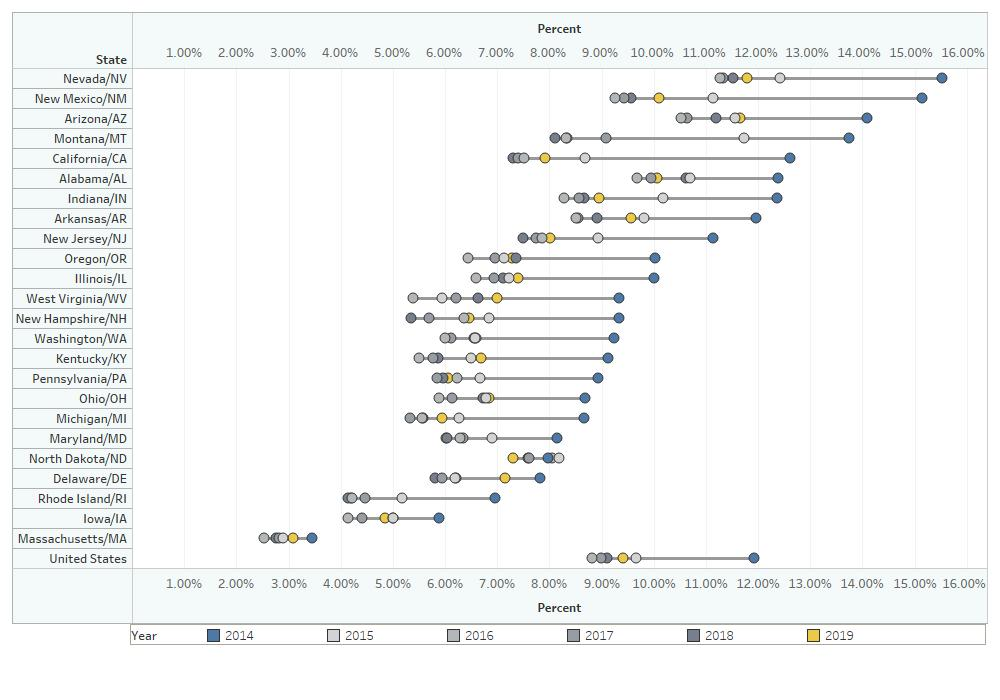 Percent
State 1.00% 2.00% 3.00% 4.00% 5.00% 6.00% 7.00% 8.00% 9.00% 10.00% 11.00% 12.00% 13.00% 14.00% 15.00% 16.00%
Nevada/NV
New Mexico/NM
Arizona/AZ
Montana/MT
California/CA
Alabama/AL
Indiana/IN
Arkansas/AR
New Jersey/NJ
Oregon/OR
Illinois/IL
West Virginia/WV
New Hampshire/NH
Washington/WA
Kentucky/KY
Pennsylvania/PA
Ohio/OH
Michigan/MI
Maryland/MD
North Dakota/ND
Delaware/DE
Rhode Island/RI
Iowa/IA
Massachusetts/MA
United States
1.00% 2.00% 3.00% 4.00% 5.00% 6.00% 7.00% 8.00% 9.00% 10.00% 11.00% 12.00% 13.00% 14.00% 15.00% 16.00%
Percent
Year 2014 2015 2016 2017 2018 2019